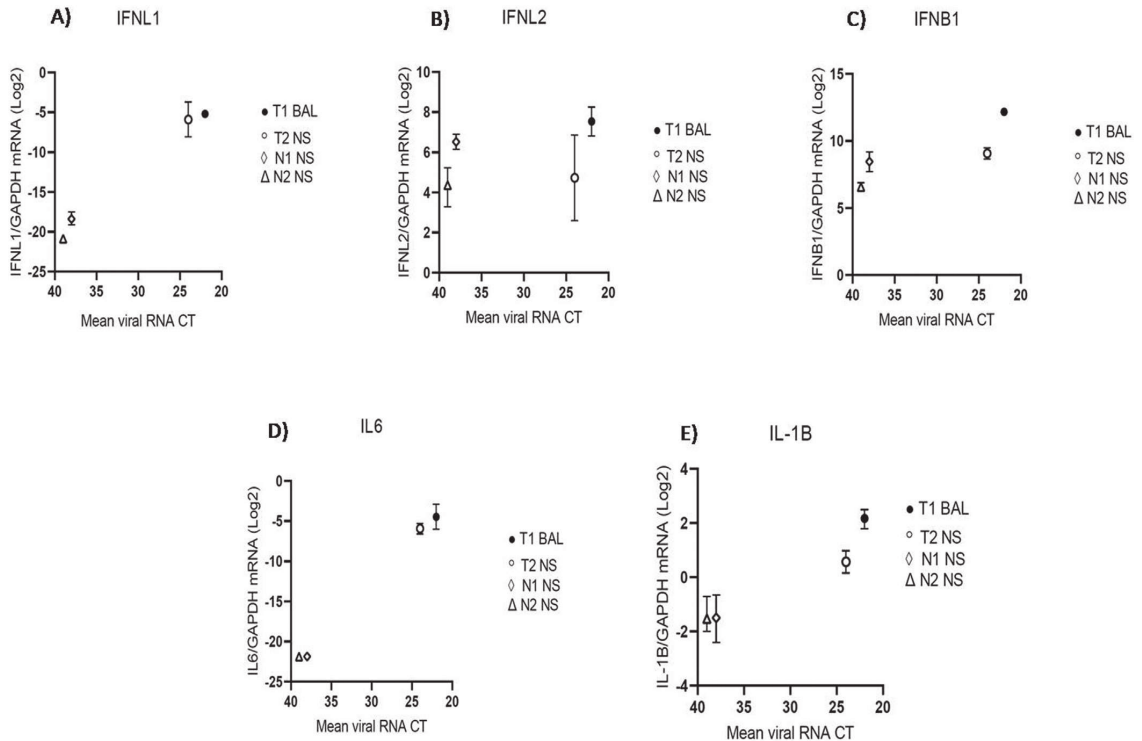 A) IFNL1
IFNL1/GAPDH mRNA (Log2)
0
-5
-10
-15
-20
-25
40 35 30 25 20
Mean viral RNA CT
T1 BAL
T2 NS
N1 NS
N2 NS
B) IFNL2
IFNL2/GAPDH mRNA (Log2)
10
8
6
4
2
0
40 35 30 25 20
Mean viral RNA CT
T1 BAL
T2 NS
N1 NS
N2 NS
C) IFNB1
IFNB1/GAPDH mRNA (Log2)
15
10
5
0
40 35 30 25 20
Mean viral RNA CT
T1 BAL
T2 NS
N1 NS
N2 NS
D) IL6
IL6/GAPDH mRNA (Log2)
0
-5
-10
-15
-20
-25
40 35 30 25 20
Mean viral RNA CT
T1 BAL
T2 NS
N1 NS
N2 NS
E) IL-1B
IL-1B/GAPDH mRNA (Log2)
4
2
0
-2
-4
40 35 30 25 20
Mean viral RNA CT
T1 BAL
T2 NS
N1 NS
N2 NS